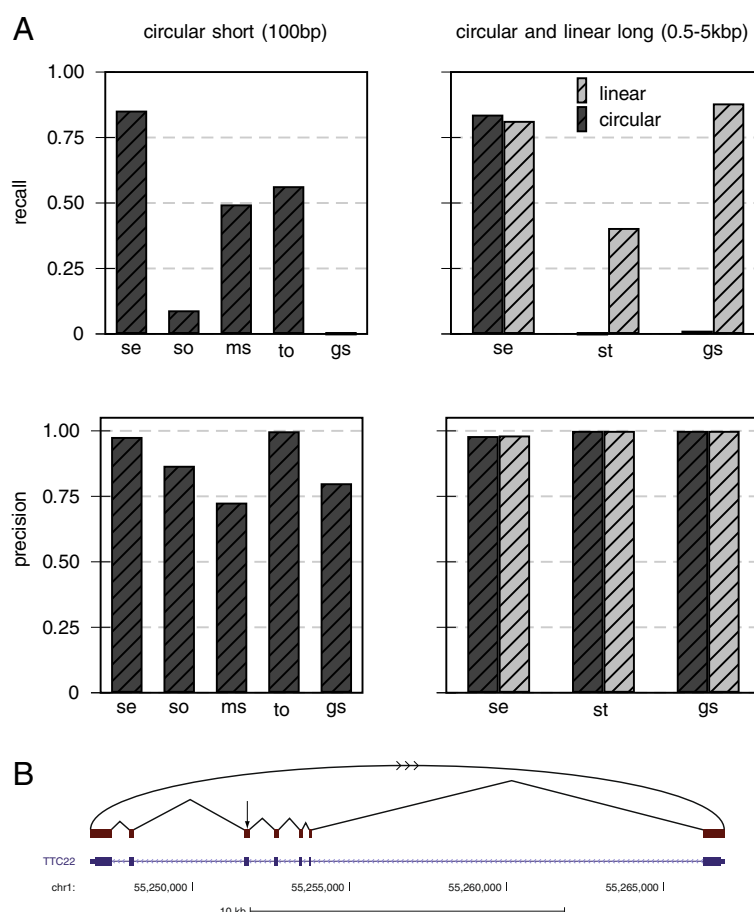 A
circular short (100bp)
circular and linear long (0.5-5kbp)
1.00
0.75
0.50
0.25
0
recall
linear
circular
se so ms to gs
se st gs
1.00
0.75
0.50
0.25
0
precision
se so ms to gs
se st gs
B
TTC22
chr1: 55,250,000 55,255,000 55,260,000 55,265,000
10 kb